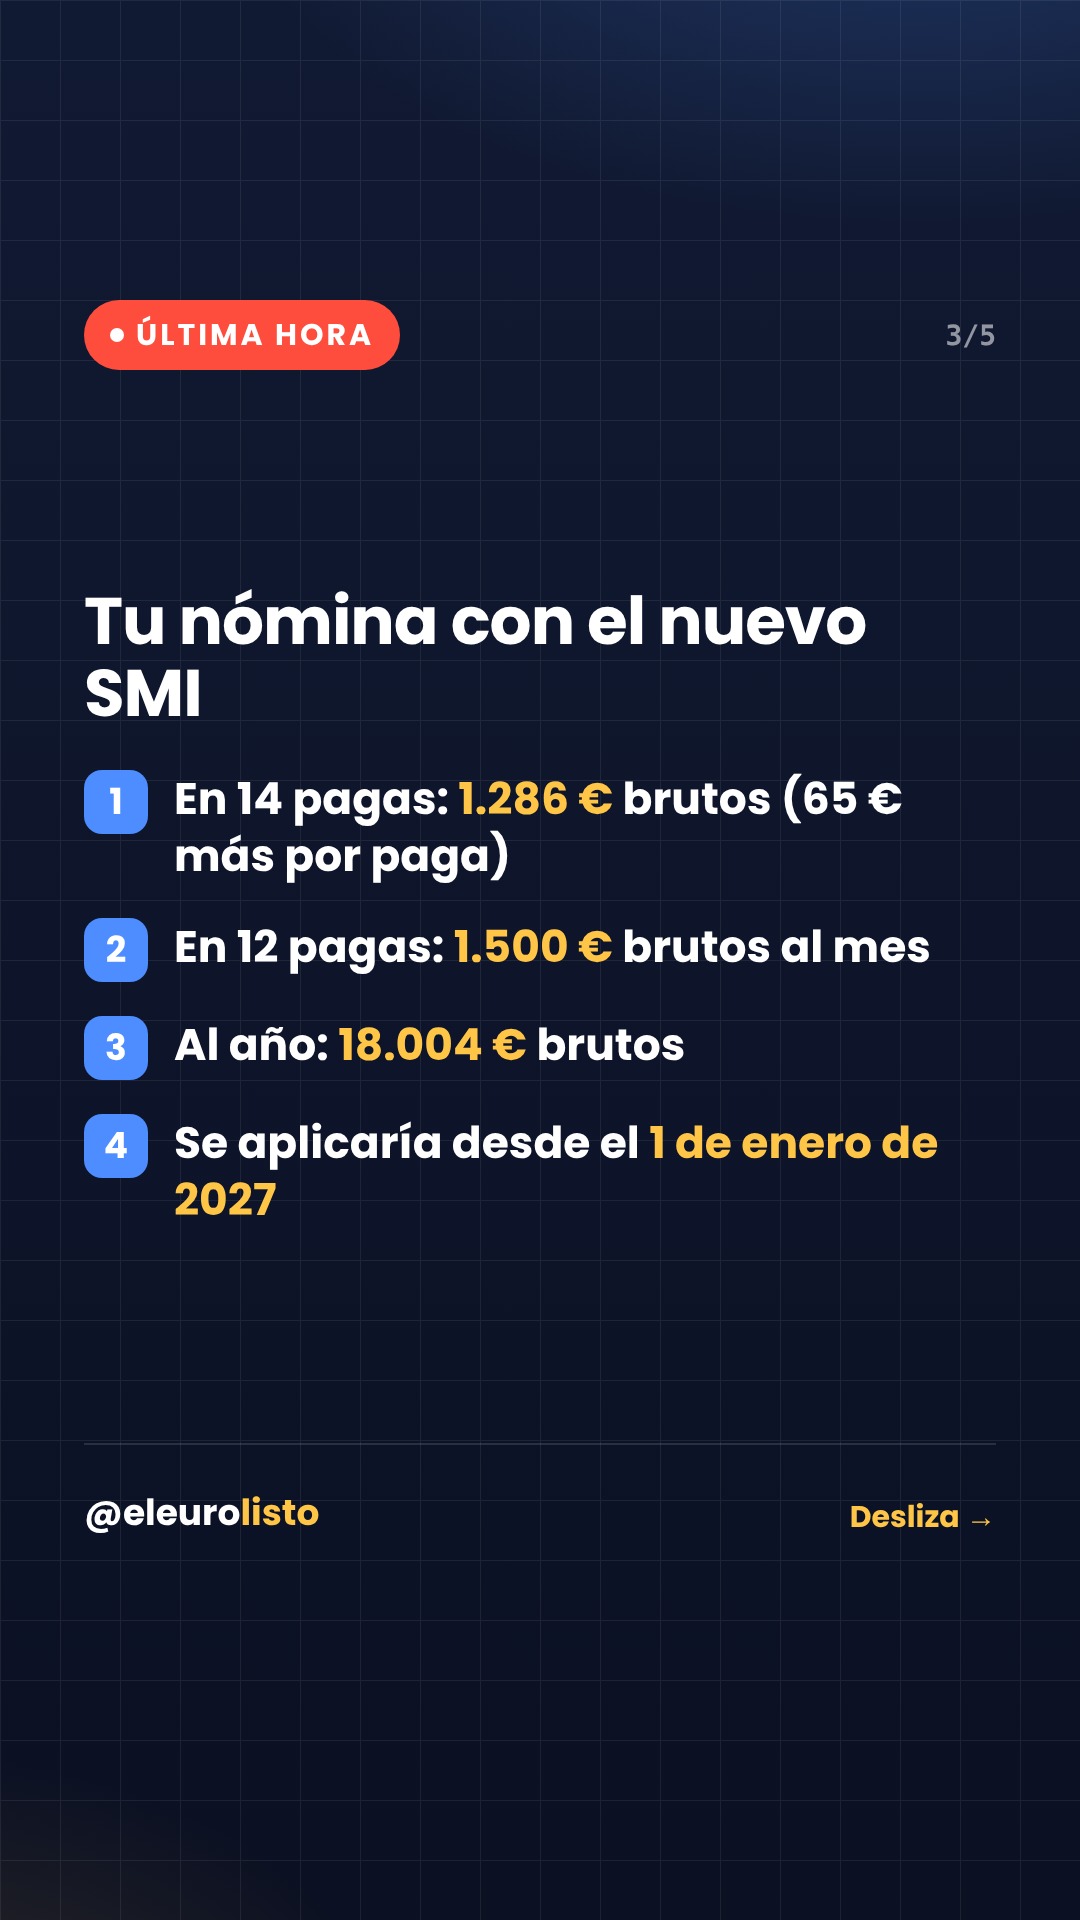 ÚLTIMA HORA
3/5
Tu nómina con el nuevo
SMI
1 En 14 pagas: 1.286 € brutos (65 €
más por paga)
2 En 12 pagas: 1.500 € brutos al mes
3 Al año: 18.004 € brutos
4 Se aplicaría desde el 1 de enero de
2027
@eleurolisto
Desliza →